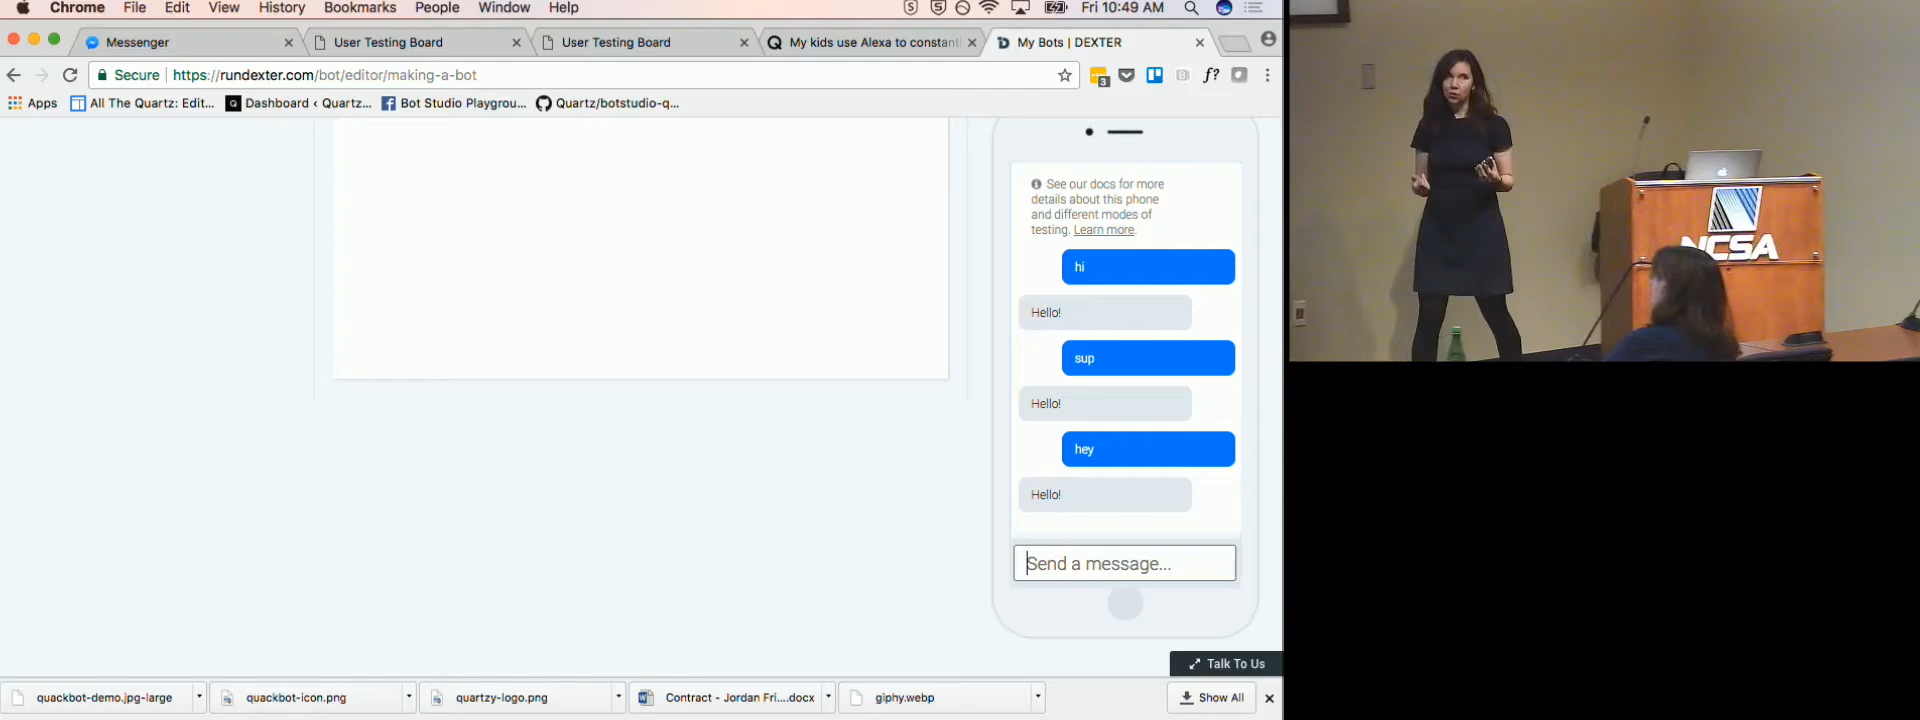 Chrome File Edit View History Bookmarks People Window Help Fri 10:49 AM
Messenger User Testing Board User Testing Board My kids use Alexa to constant My Bots | DEXTER
Secure https://rundexter.com/bot/editor/making-a-bot 3 f?
Apps All The Quartz: Edit... Dashboard ‹ Quartz... Bot Studio Playgrou... Quartz/botstudio-q...
See our docs for more
details about this phone
and different modes of
testing. Learn more.
hi
Hello!
sup
Hello!
hey
Hello!
Send a message...
Talk To Us
quackbot-demo.jpg-large quackbot-icon.png quartzy-logo.png Contract - Jordan Fri....docx giphy.webp Show All
NCSA